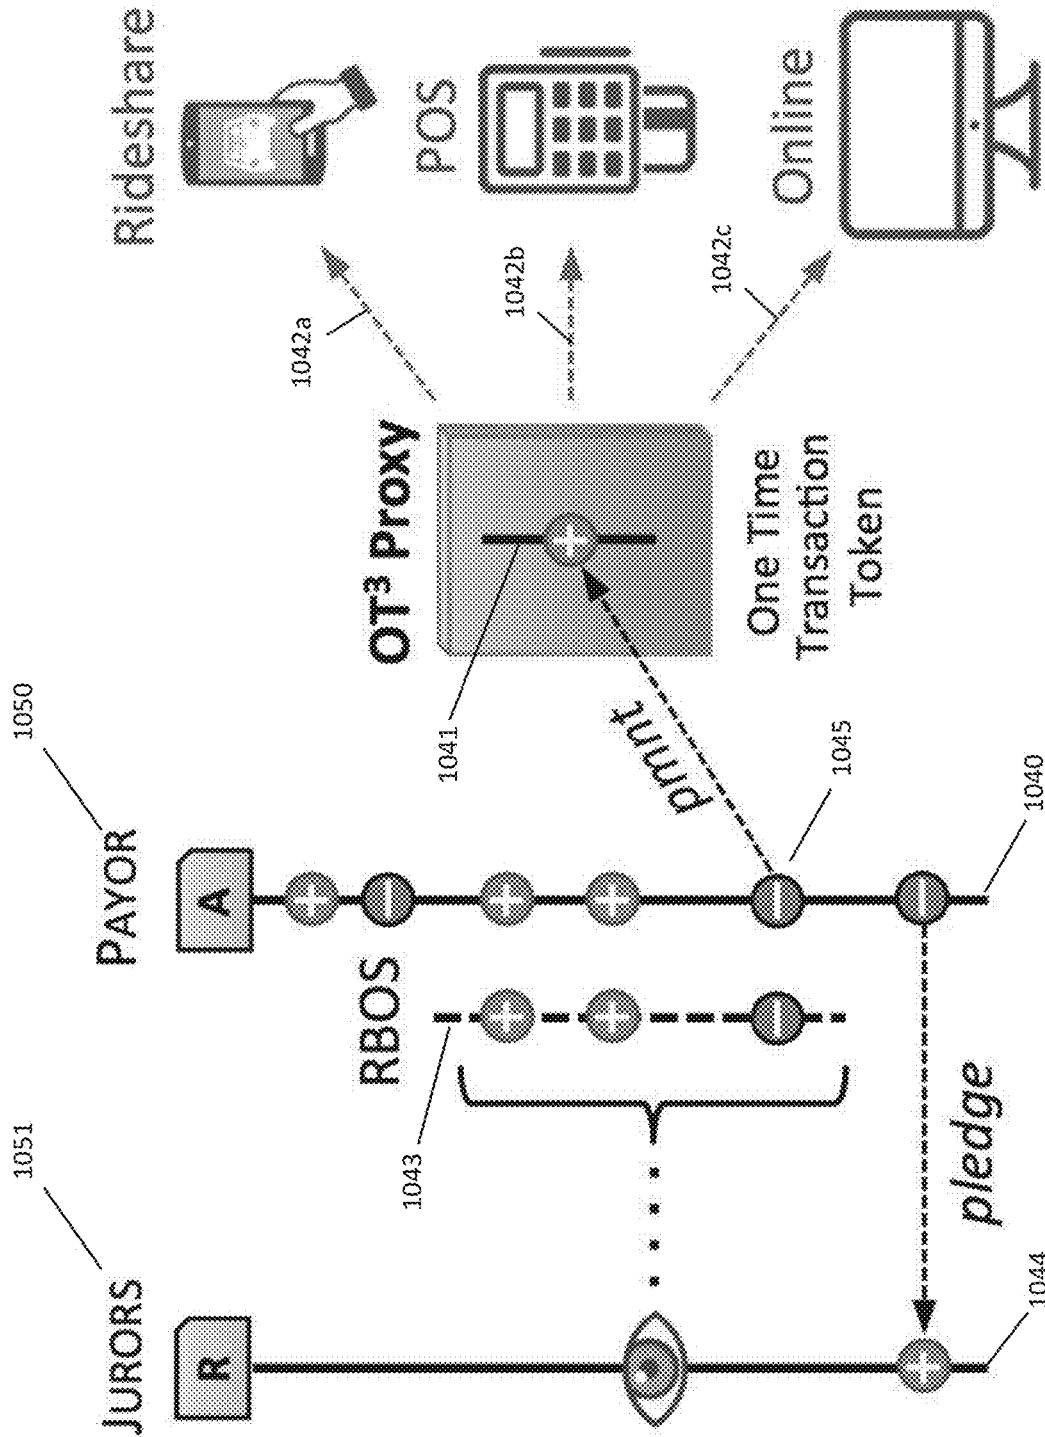 1051
1050
JURORS
PAYOR
R
A
RBOS
1043
pledge
1044
1045
1040
pmnt
OT³ Proxy
1041
One Time
Transaction
Token
1042a
1042b
1042c
Rideshare
POS
Online